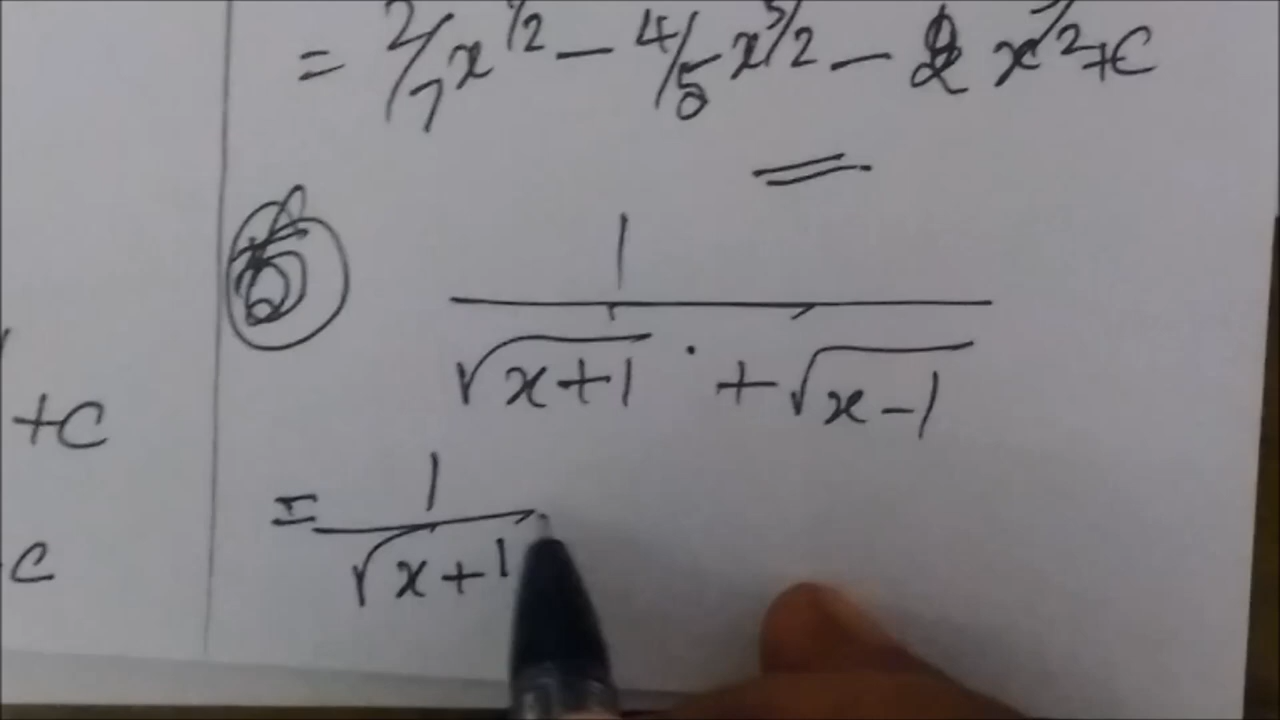 = 2/7 x^7/2 - 4/5 x^5/2 - 2 x^3/2 + C
1
√x+1 + √x-1
+C
= 1
√x+1
C